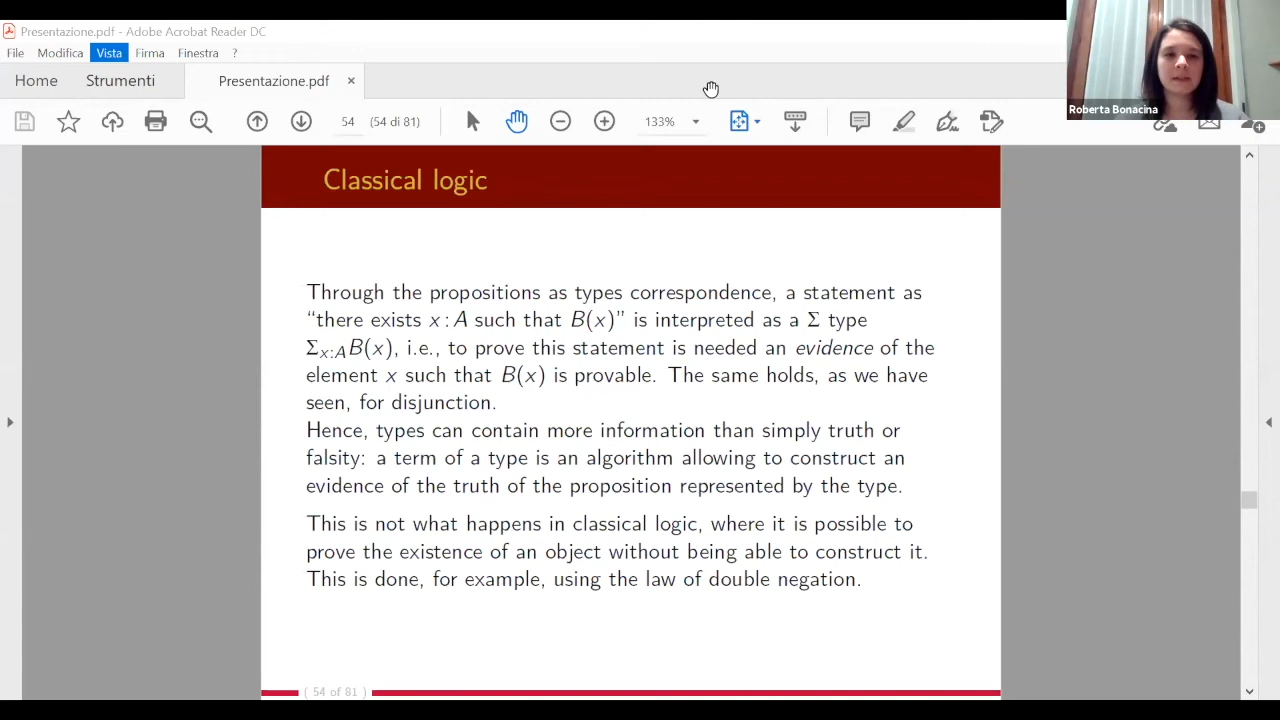 Presentazione.pdf - Adobe Acrobat Reader DC
File Modifica Vista Firma Finestra ?
Home Strumenti Presentazione.pdf ×
54 (54 di 81) 133%
Roberta Bonacina
Classical logic
Through the propositions as types correspondence, a statement as
“there exists x : A such that B(x)” is interpreted as a Σ type
Σx:AB(x), i.e., to prove this statement is needed an evidence of the
element x such that B(x) is provable. The same holds, as we have
seen, for disjunction.
Hence, types can contain more information than simply truth or
falsity: a term of a type is an algorithm allowing to construct an
evidence of the truth of the proposition represented by the type.
This is not what happens in classical logic, where it is possible to
prove the existence of an object without being able to construct it.
This is done, for example, using the law of double negation.
( 54 of 81 )